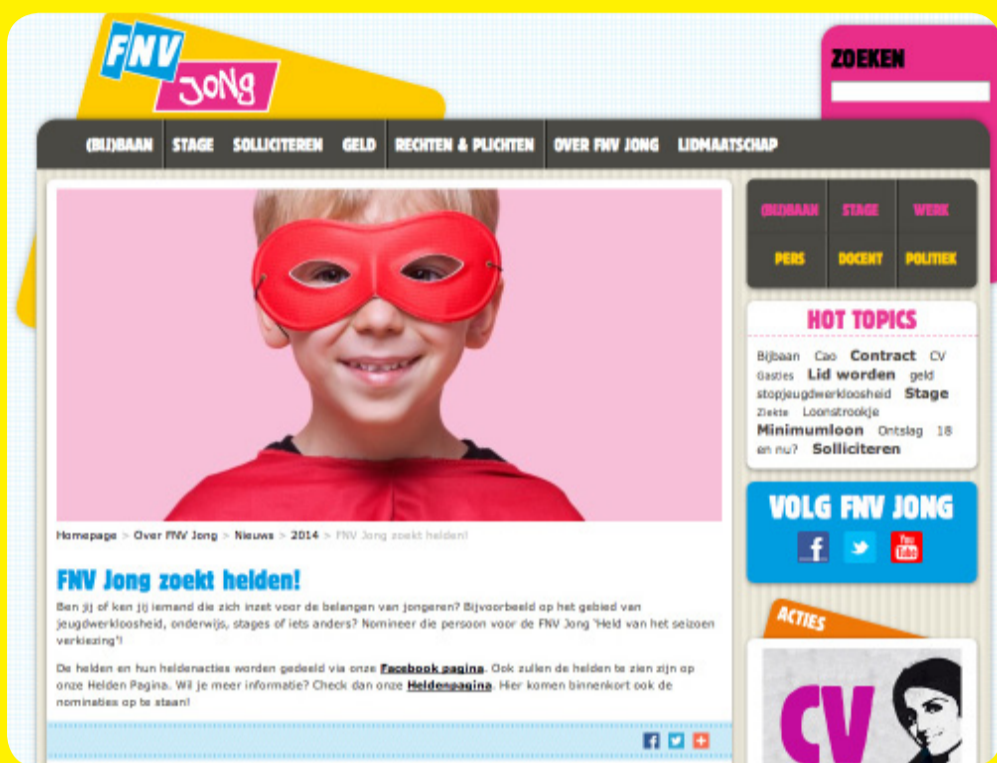 FNV
JONG
ZOEKEN
(BIJ)BAAN STAGE SOLLICITEREN GELD RECHTEN & PLICHTEN OVER FNV JONG LIDMAATSCHAP
Homepage > Over FNV Jong > Nieuws > 2014 > FNV Jong zoekt helden!
FNV Jong zoekt helden!
Ben jij of ken jij iemand die zich inzet voor de belangen van jongeren? Bijvoorbeeld op het gebied van
jeugdwerkloosheid, onderwijs, stages of iets anders? Nomineer die persoon voor de FNV Jong 'Held van het seizoen
verkiezing'!
De helden en hun heldenacties worden gedeeld via onze Facebook pagina. Ook zullen de helden te zien zijn op
onze Helden Pagina. Wil je meer informatie? Check dan onze Heldenpagina. Hier komen binnenkort ook de
nominaties op te staan!
(BIJ)BAAN STAGE WERK
PERS DOCENT POLITIEK
HOT TOPICS
Bijbaan Cao Contract CV
Gasties Lid worden geld
stopjeugdwerkloosheid Stage
Ziekte Loonstrookje
Minimumloon Ontslag 18
en nu? Solliciteren
VOLG FNV JONG
You
Tube
ACTIES
CV